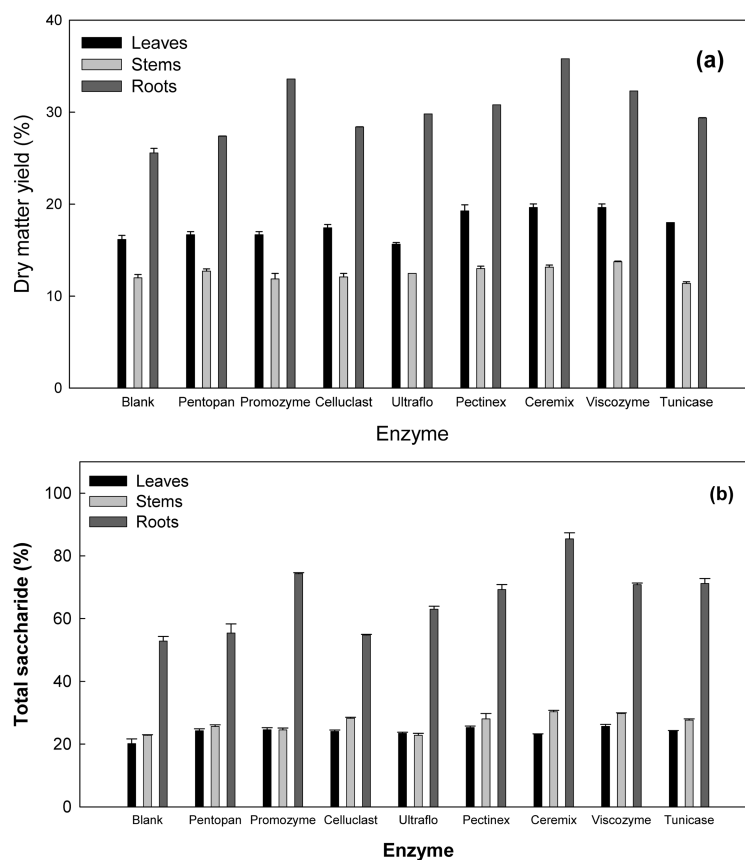 40
30
20
10
0
Dry matter yield (%)
Leaves
Stems
Roots
(a)
Blank Pentopan Promozyme Celluclast Ultraflo Pectinex Ceremix Viscozyme Tunicase
Enzyme
100
80
60
40
20
0
Total saccharide (%)
Leaves
Stems
Roots
(b)
Blank Pentopan Promozyme Celluclast Ultraflo Pectinex Ceremix Viscozyme Tunicase
Enzyme